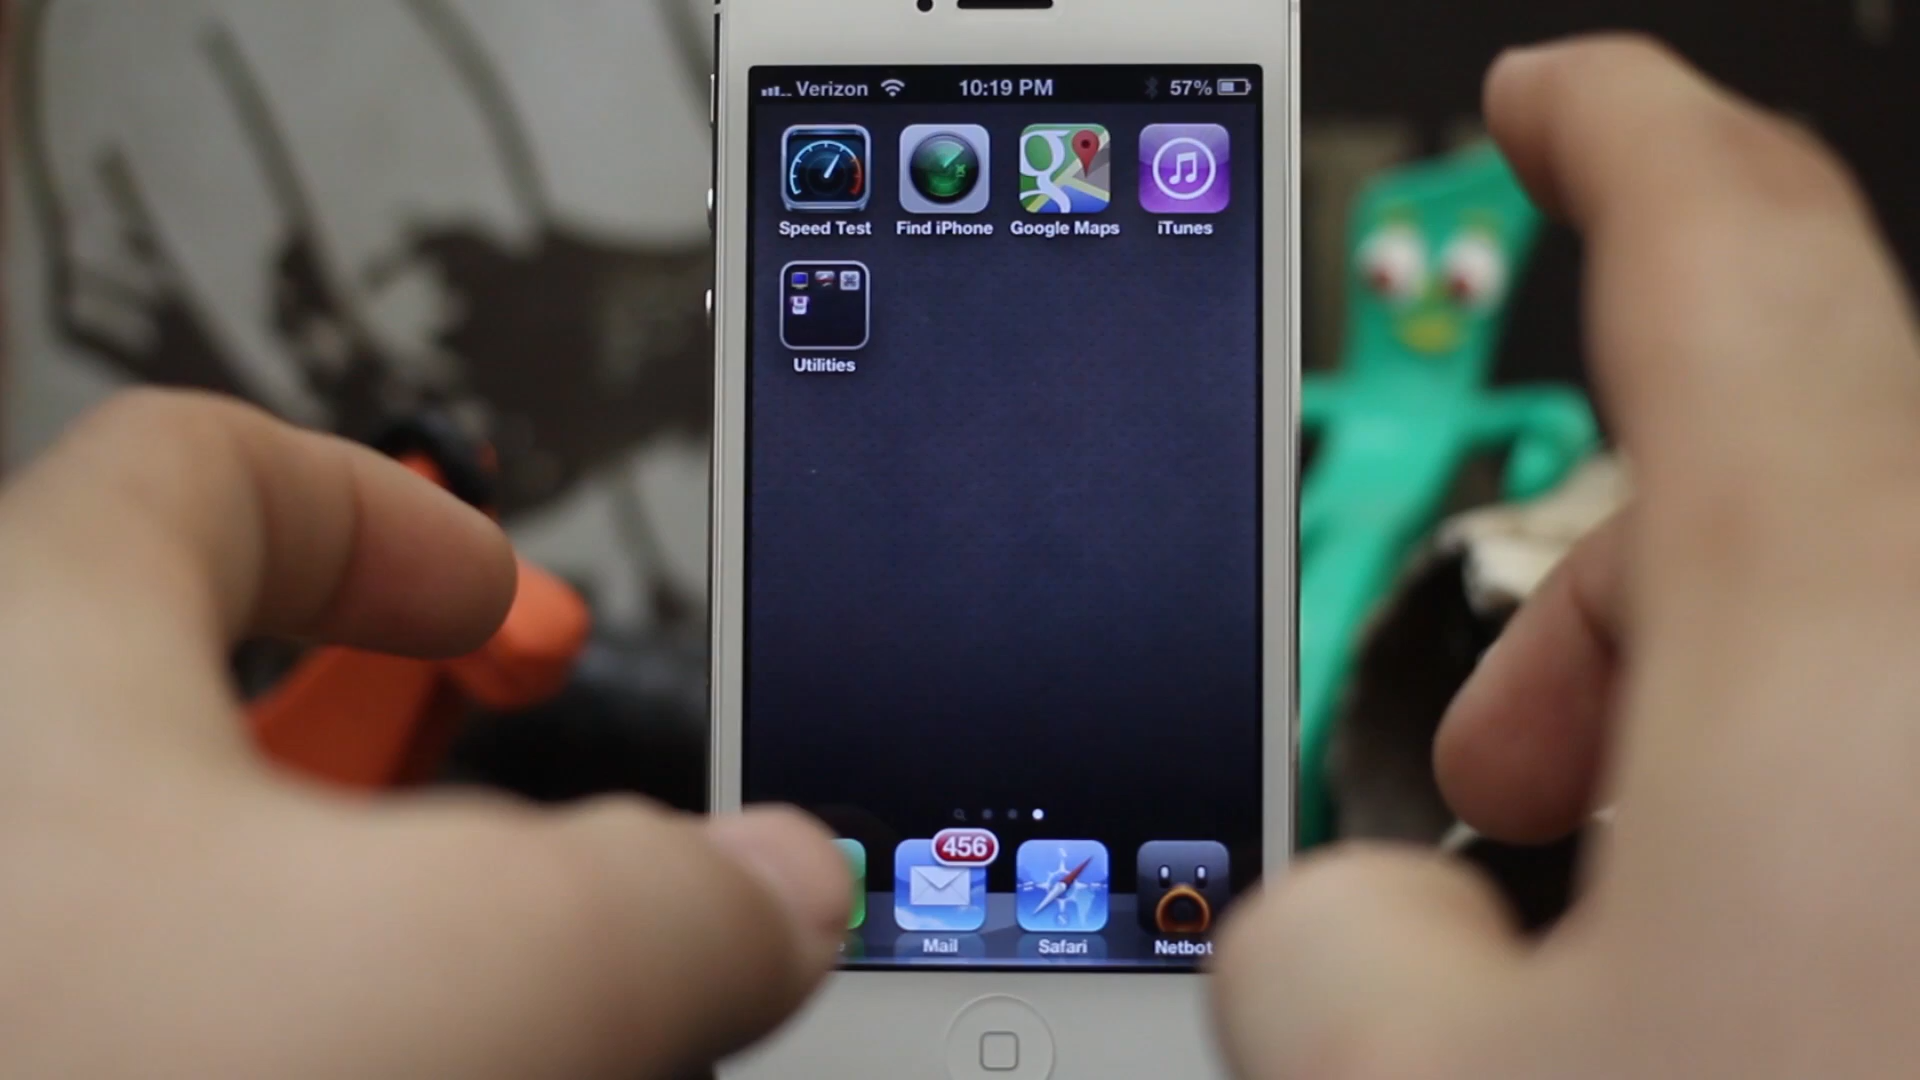 Verizon 10:19 PM 57%
Speed Test Find iPhone Google Maps iTunes
Utilities
456
Mail Safari Netbot